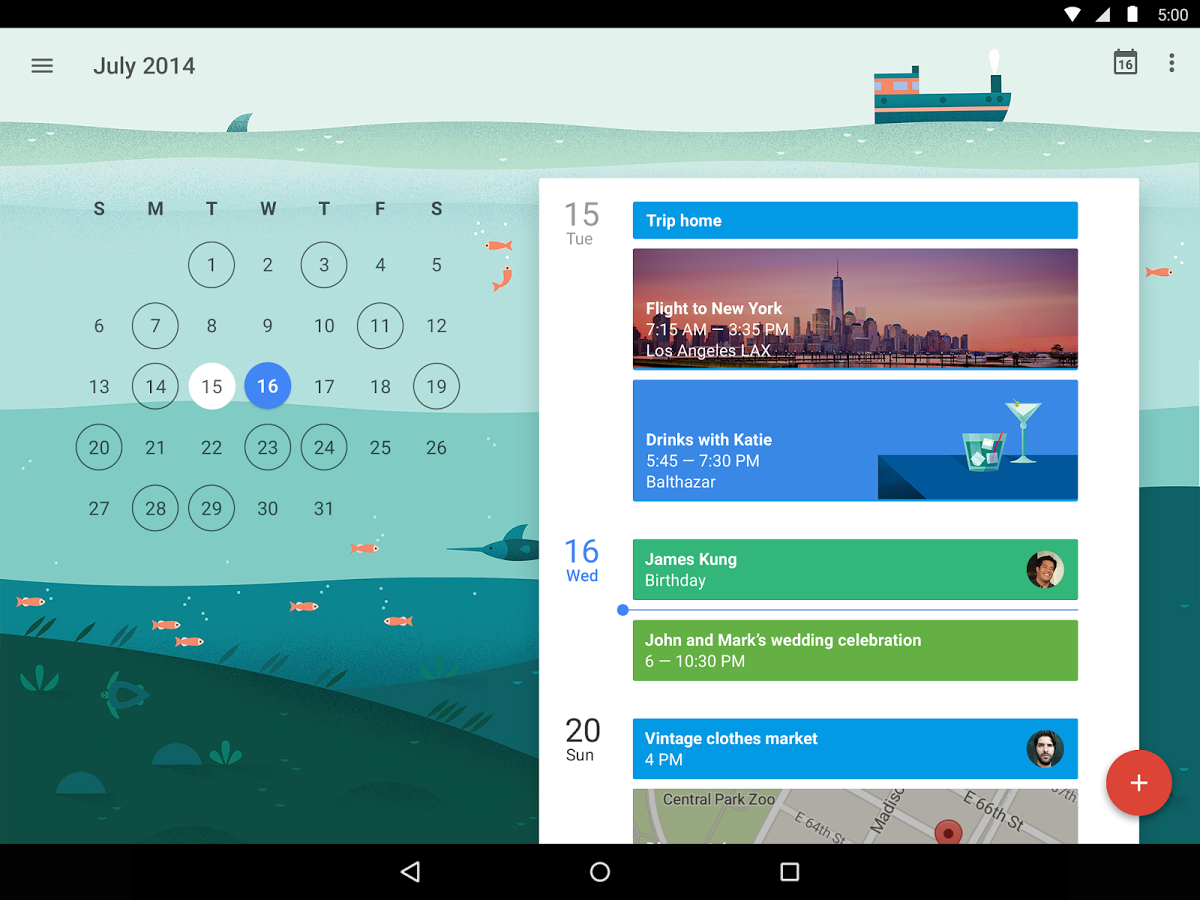 5:00
July 2014
16
S M T W T F S
1 2 3 4 5
6 7 8 9 10 11 12
13 14 15 16 17 18 19
20 21 22 23 24 25 26
27 28 29 30 31
15
Tue
Trip home
Flight to New York
7:15 AM — 3:35 PM
Los Angeles LAX
Drinks with Katie
5:45 — 7:30 PM
Balthazar
16
Wed
James Kung
Birthday
John and Mark’s wedding celebration
6 — 10:30 PM
20
Sun
Vintage clothes market
4 PM
Central Park Zoo
E 64th St
E 66th St